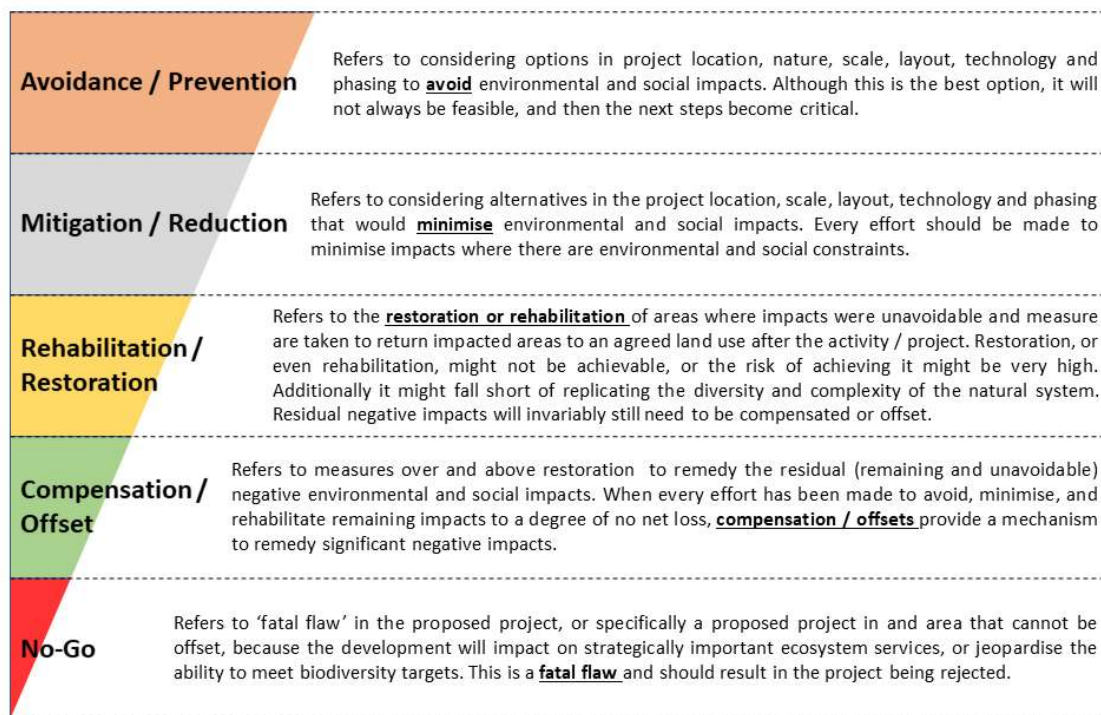 Avoidance / Prevention
Refers to considering options in project location, nature, scale, layout, technology and
phasing to avoid environmental and social impacts. Although this is the best option, it will
not always be feasible, and then the next steps become critical.
Mitigation / Reduction
Refers to considering alternatives in the project location, scale, layout, technology and phasing
that would minimise environmental and social impacts. Every effort should be made to
minimise impacts where there are environmental and social constraints.
Rehabilitation /
Restoration
Refers to the restoration or rehabilitation of areas where impacts were unavoidable and measure
are taken to return impacted areas to an agreed land use after the activity / project. Restoration, or
even rehabilitation, might not be achievable, or the risk of achieving it might be very high.
Additionally it might fall short of replicating the diversity and complexity of the natural system.
Residual negative impacts will invariably still need to be compensated or offset.
Compensation /
Offset
Refers to measures over and above restoration to remedy the residual (remaining and unavoidable)
negative environmental and social impacts. When every effort has been made to avoid, minimise, and
rehabilitate remaining impacts to a degree of no net loss, compensation / offsets provide a mechanism
to remedy significant negative impacts.
No-Go
Refers to ‘fatal flaw’ in the proposed project, or specifically a proposed project in and area that cannot be
offset, because the development will impact on strategically important ecosystem services, or jeopardise the
ability to meet biodiversity targets. This is a fatal flaw and should result in the project being rejected.